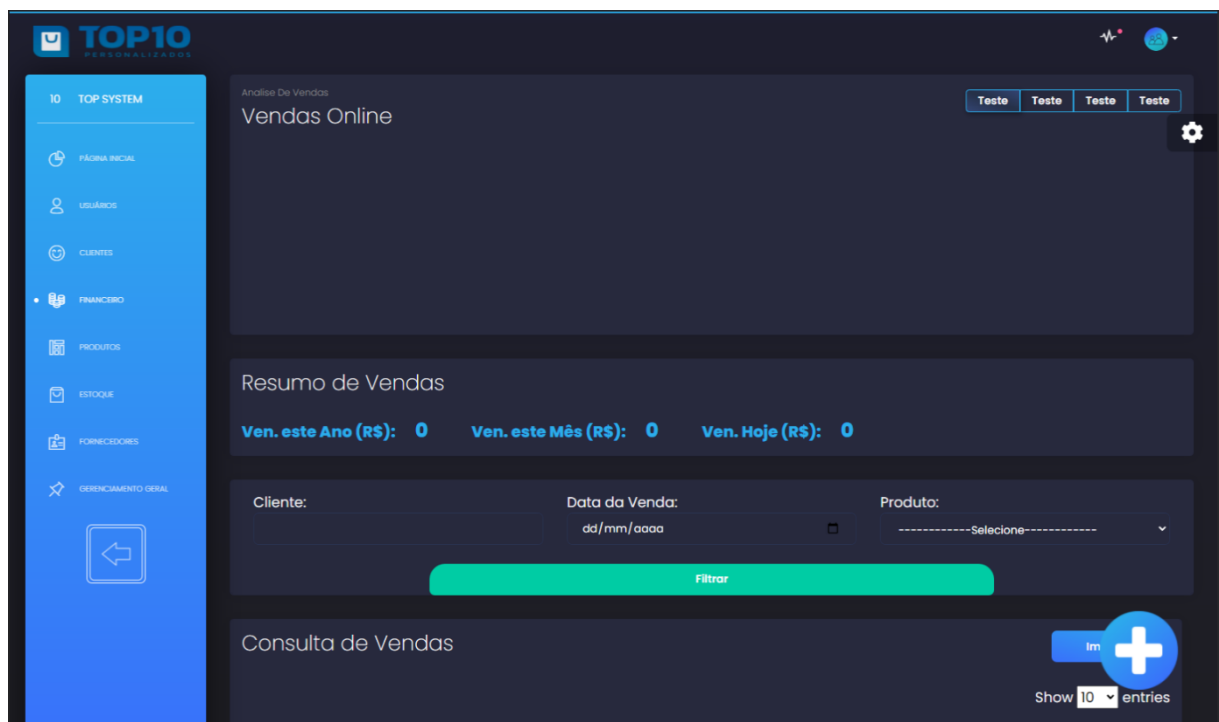 TOP10
PERSONALIZADOS
10 TOP SYSTEM
PÁGINA INICIAL
USUÁRIOS
CLIENTES
FINANCEIRO
PRODUTOS
ESTOQUE
FORNECEDORES
GERENCIAMENTO GERAL
Analise De Vendas
Vendas Online
Teste Teste Teste Teste
Resumo de Vendas
Ven. este Ano (R$): 0 Ven. este Mês (R$): 0 Ven. Hoje (R$): 0
Cliente: Data da Venda: Produto:
dd/mm/aaaa ------------Selecione------------
Filtrar
Consulta de Vendas
Show 10 entries